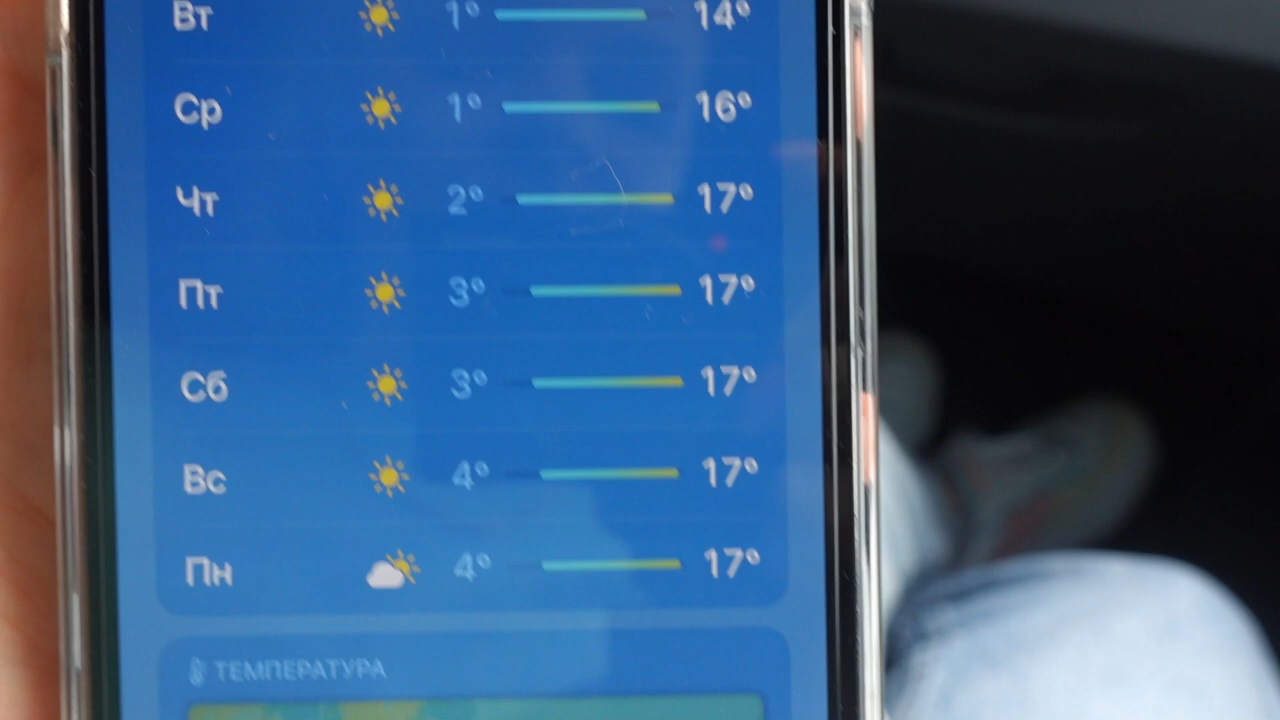 Вт 1° 14°
Ср 1° 16°
Чт 2° 17°
Пт 3° 17°
Сб 3° 17°
Вс 4° 17°
Пн 4° 17°
ТЕМПЕРАТУРА